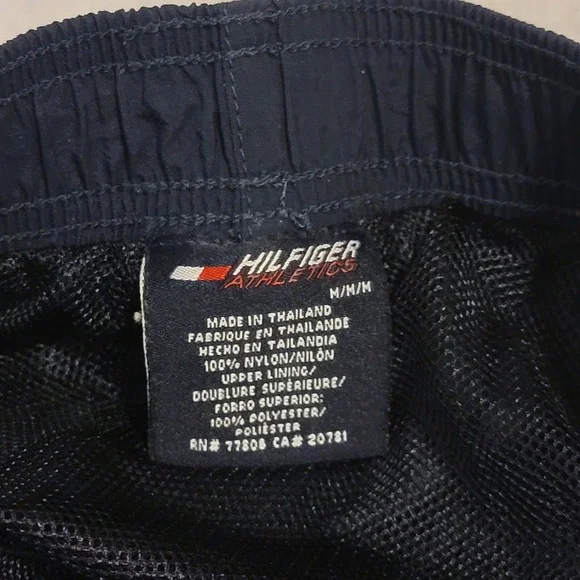 HILFIGER
ATHLETICS
M/M/M
MADE IN THAILAND
FABRIQUE EN THAILANDE
HECHO EN TAILANDIA
100% NYLON/NILÓN
UPPER LINING/
DOUBLURE SUPÉRIEURE/
FORRO SUPERIOR:
100% POLYESTER/
POLIÉSTER
RN# 77806 CA# 20781